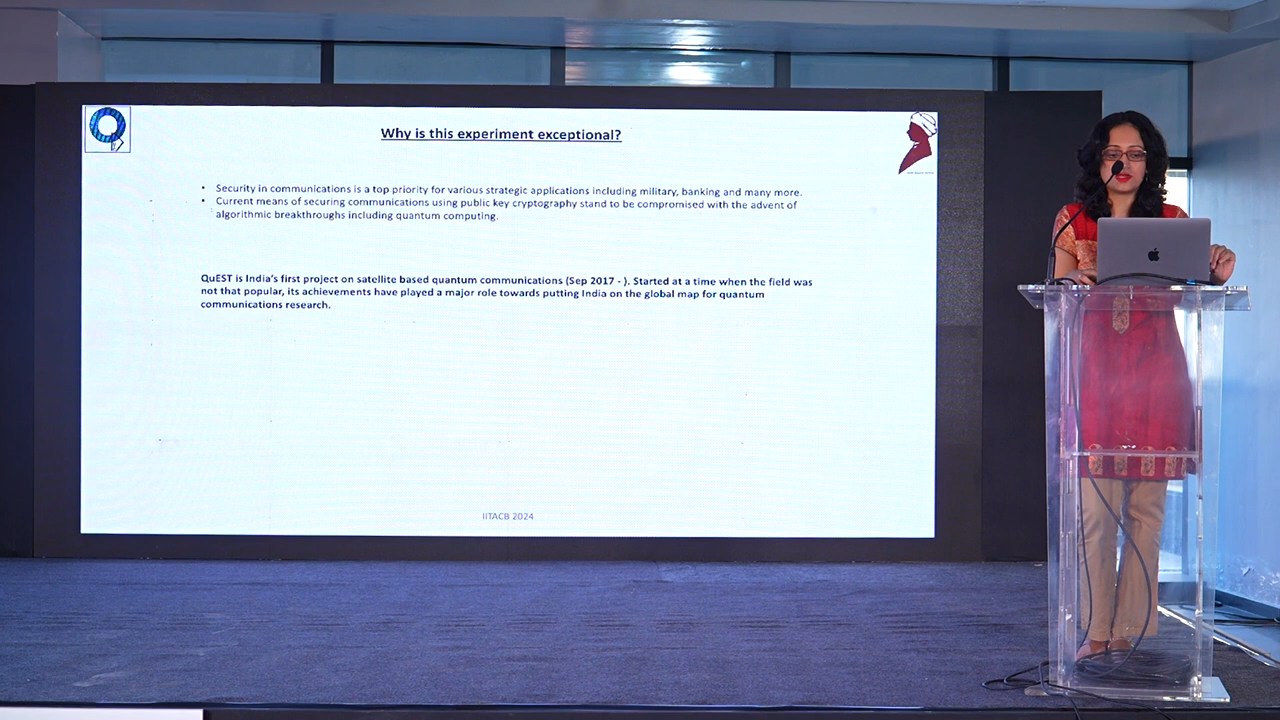 Why is this experiment exceptional?
• Security in communications is a top priority for various strategic applications including military, banking and many more.
• Current means of securing communications using public key cryptography stand to be compromised with the advent of
algorithmic breakthroughs including quantum computing.
QuEST is India's first project on satellite based quantum communications (Sep 2017 - ). Started at a time when the field was
not that popular, its achievements have played a major role towards putting India on the global map for quantum
communications research.
IITACB 2024